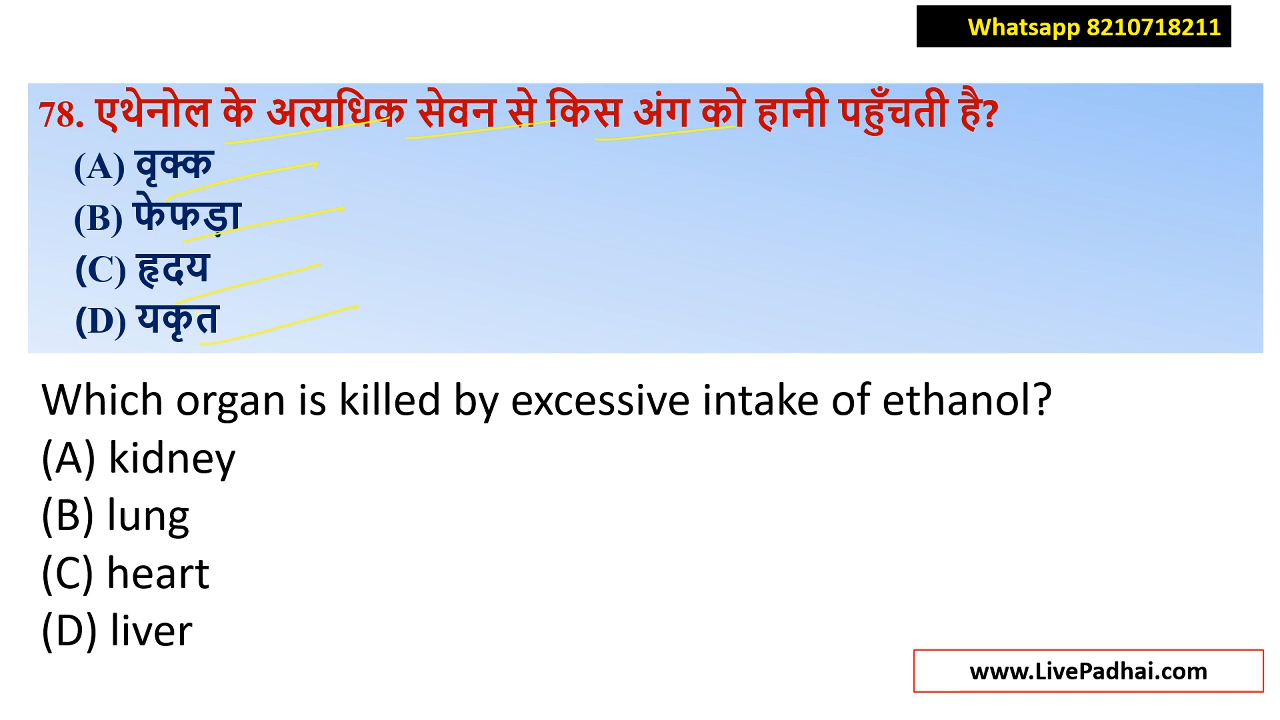 Whatsapp 8210718211
78. एथेनोल के अत्यधिक सेवन से किस अंग को हानी पहुँचती है?
(A) वृक्क
(B) फेफड़ा
(C) हृदय
(D) यकृत
Which organ is killed by excessive intake of ethanol?
(A) kidney
(B) lung
(C) heart
(D) liver
www.LivePadhai.com